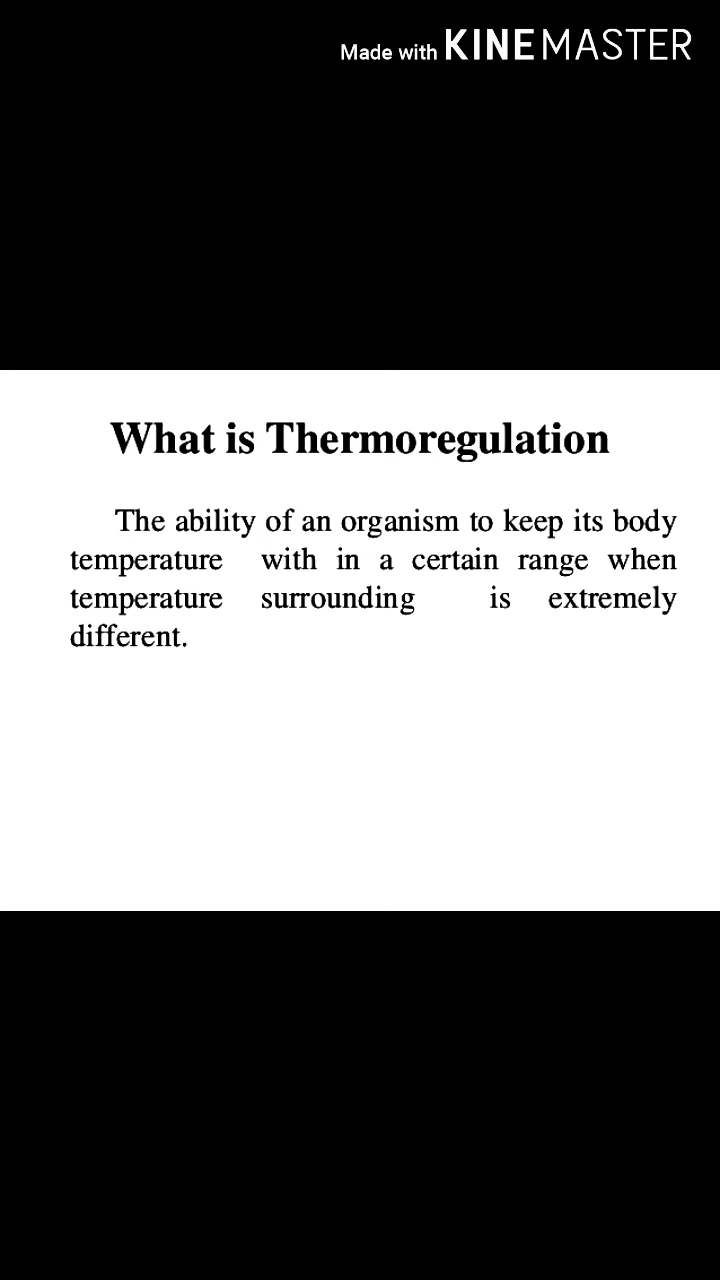 Made with KINEMASTER
What is Thermoregulation
The ability of an organism to keep its body
temperature with in a certain range when
temperature surrounding is extremely
different.